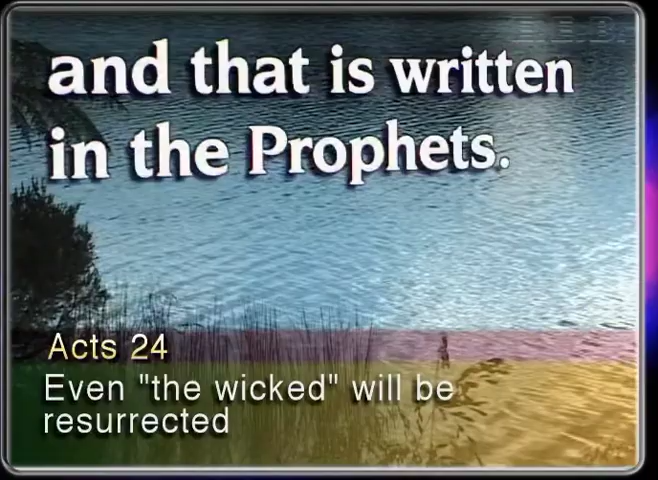 and that is written
in the Prophets.
Acts 24
Even "the wicked" will be
resurrected